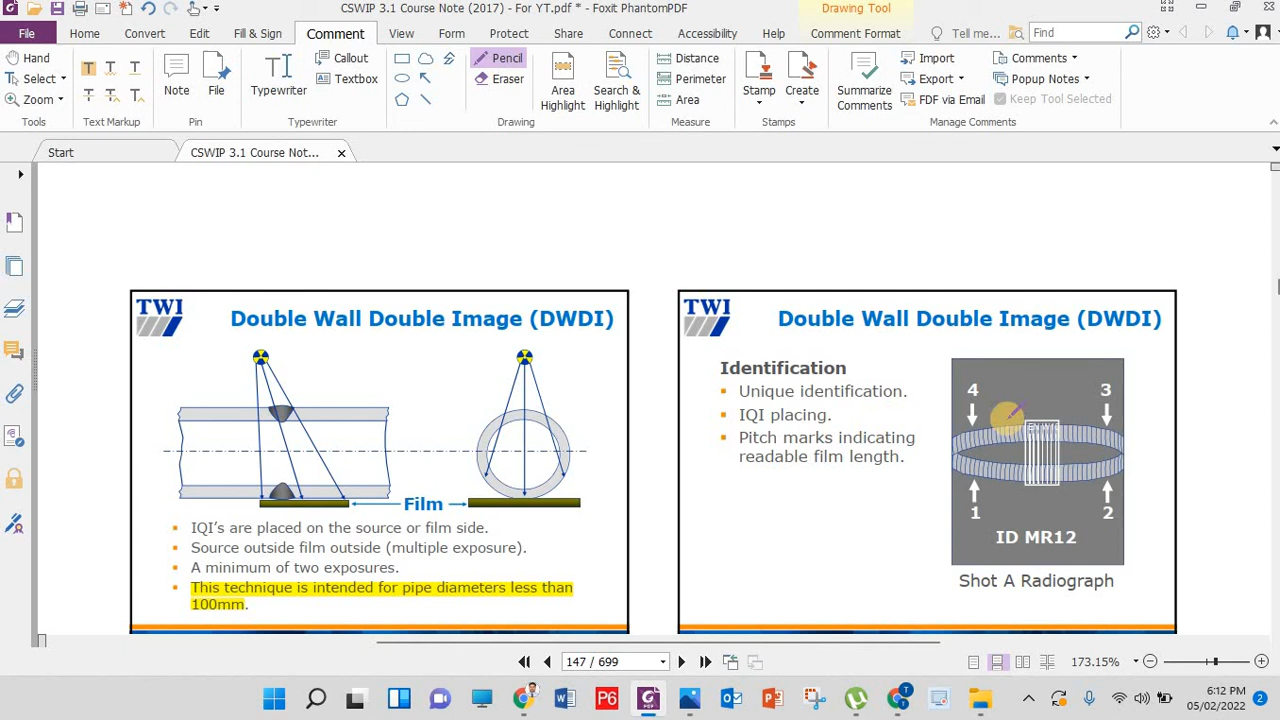 CSWIP 3.1 Course Note (2017) - For YT.pdf * - Foxit PhantomPDF
Drawing Tool
File Home Convert Edit Fill & Sign Comment View Form Protect Share Connect Accessibility Help Comment Format Tell me... Find
Hand
Select
Zoom
Tools
Text Markup
Note
File
Pin
Typewriter
Callout
Textbox
Typewriter
Pencil
Eraser
Area
Highlight
Search &
Highlight
Drawing
Distance
Perimeter
Area
Measure
Stamp
Create
Stamps
Summarize
Comments
Import
Export
FDF via Email
Comments
Popup Notes
Keep Tool Selected
Manage Comments
Start
CSWIP 3.1 Course Not...
TWI
Double Wall Double Image (DWDI)
Film
IQI's are placed on the source or film side.
Source outside film outside (multiple exposure).
A minimum of two exposures.
This technique is intended for pipe diameters less than
100mm.
TWI
Double Wall Double Image (DWDI)
Identification
Unique identification.
IQI placing.
Pitch marks indicating
readable film length.
4 3
1 2
ID MR12
Shot A Radiograph
147 / 699
173.15%
P6
6:12 PM
05/02/2022
2